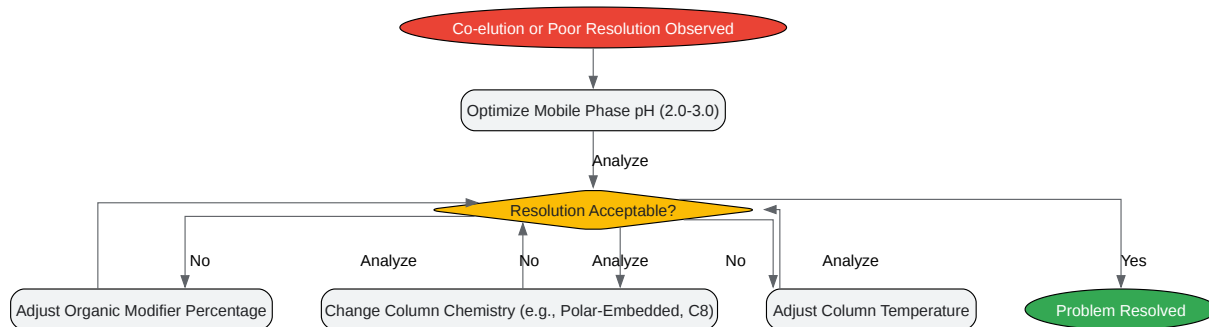 Co-elution or Poor Resolution Observed
Optimize Mobile Phase pH (2.0-3.0)
Analyze
Resolution Acceptable?
No
Analyze
No
Analyze
No
Analyze
Yes
Adjust Organic Modifier Percentage
Change Column Chemistry (e.g., Polar-Embedded, C8)
Adjust Column Temperature
Problem Resolved